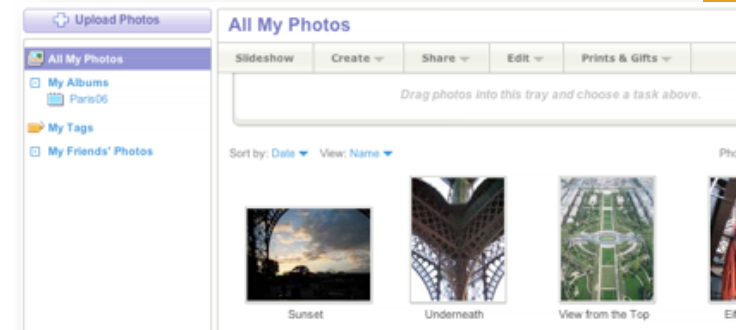 Upload Photos
All My Photos
My Albums
Paris06
My Tags
My Friends' Photos
All My Photos
Slideshow Create Share Edit Prints & Gifts
Drag photos into this tray and choose a task above.
Sort by: Date View: Name
Sunset Underneath View from the Top